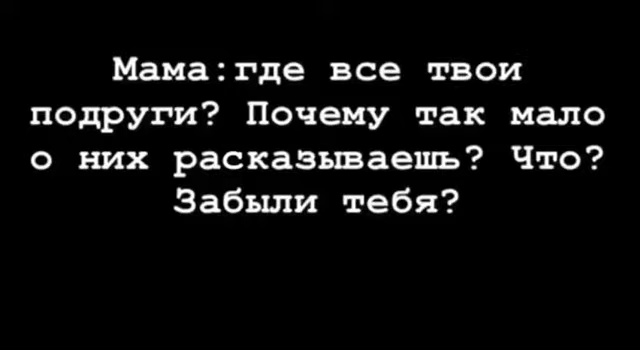 Мама:где все твои
подруги? Почему так мало
о них расказываешь? Что?
Забыли тебя?